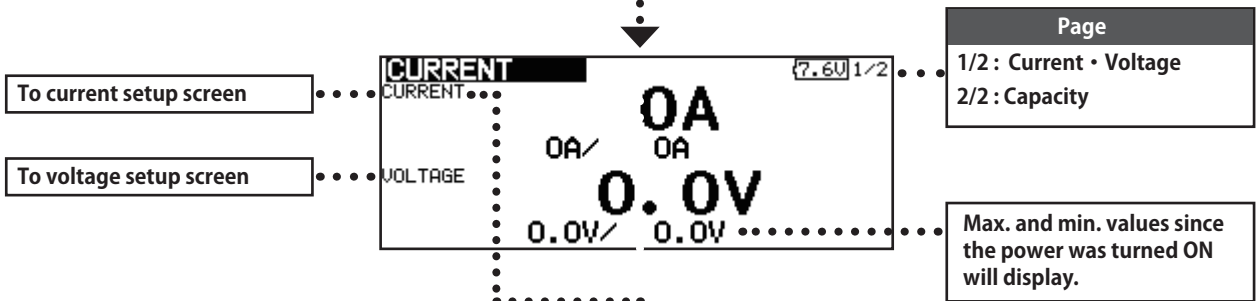 Page
1/2 : Current・Voltage
2/2 : Capacity
CURRENT
7.6V 1/2
To current setup screen
CURRENT
0A
0A/ 0A
To voltage setup screen
VOLTAGE
0.0V
0.0V/ 0.0V
Max. and min. values since
the power was turned ON
will display.